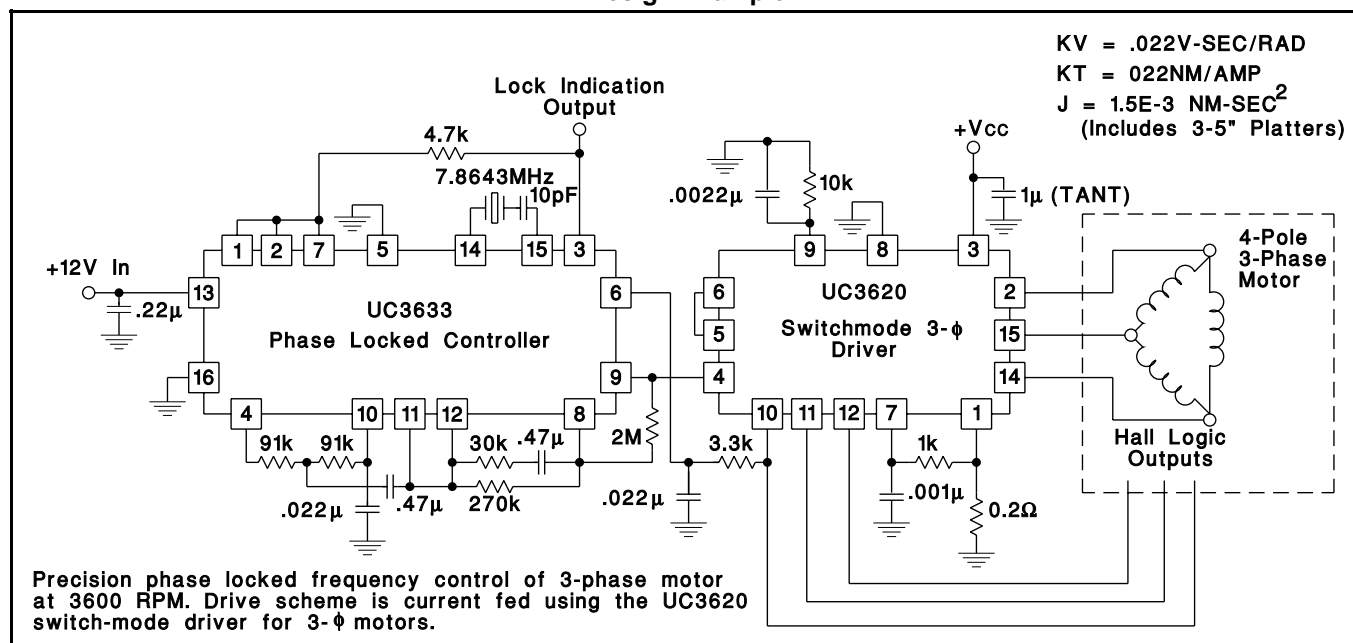 KV = .022V-SEC/RAD
KT = 022NM/AMP
J = 1.5E-3 NM-SEC2
(Includes 3-5" Platters)
Lock Indication
Output
4.7k
7.8643MHz
10pF
+VCC
.0022μ
10k
1μ (TANT)
1
2
7
5
14
15
3
9
8
3
4-Pole
3-Phase
Motor
+12V In
13
.22μ
UC3633
Phase Locked Controller
6
6
5
UC3620
Switchmode 3-ϕ
Driver
2
15
14
16
9
4
4
10
11
12
8
10
11
12
7
1
91k
91k
30k
.47μ
2M
3.3k
1k
Hall Logic
Outputs
.022μ
.47μ
270k
.022μ
.001μ
0.2Ω
Precision phase locked frequency control of 3-phase motor
at 3600 RPM. Drive scheme is current fed using the UC3620
switch-mode driver for 3-ϕ motors.